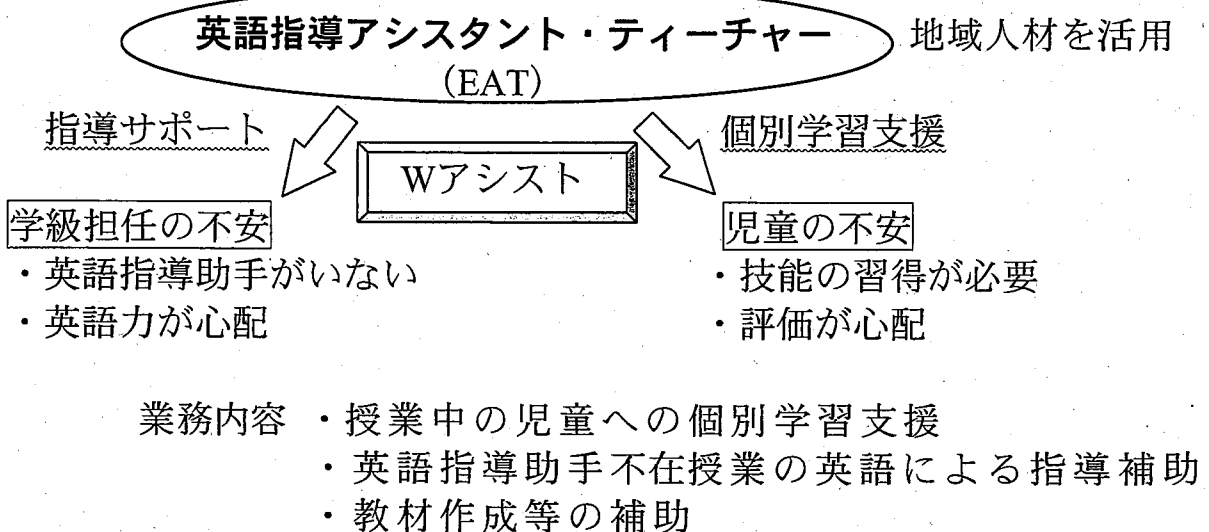 英語指導アシスタント・ティーチャー
(EAT)
地域人材を活用
指導サポート
個別学習支援
Wアシスト
学級担任の不安
・英語指導助手がいない
・英語力が心配
児童の不安
・技能の習得が必要
・評価が心配
業務内容 ・授業中の児童への個別学習支援
・英語指導助手不在授業の英語による指導補助
・教材作成等の補助